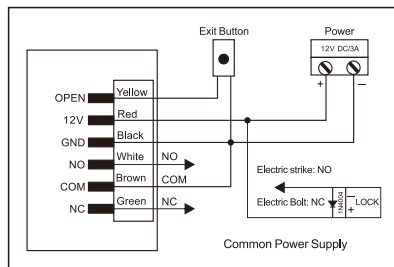 Exit Button
Power
12V DC/3A
+ −
OPEN Yellow
12V Red
GND Black
NO White NO
COM Brown COM
NC Green NC
Electric strike: NO
Electric Bolt: NC
1N4004
− LOCK
+
Common Power Supply